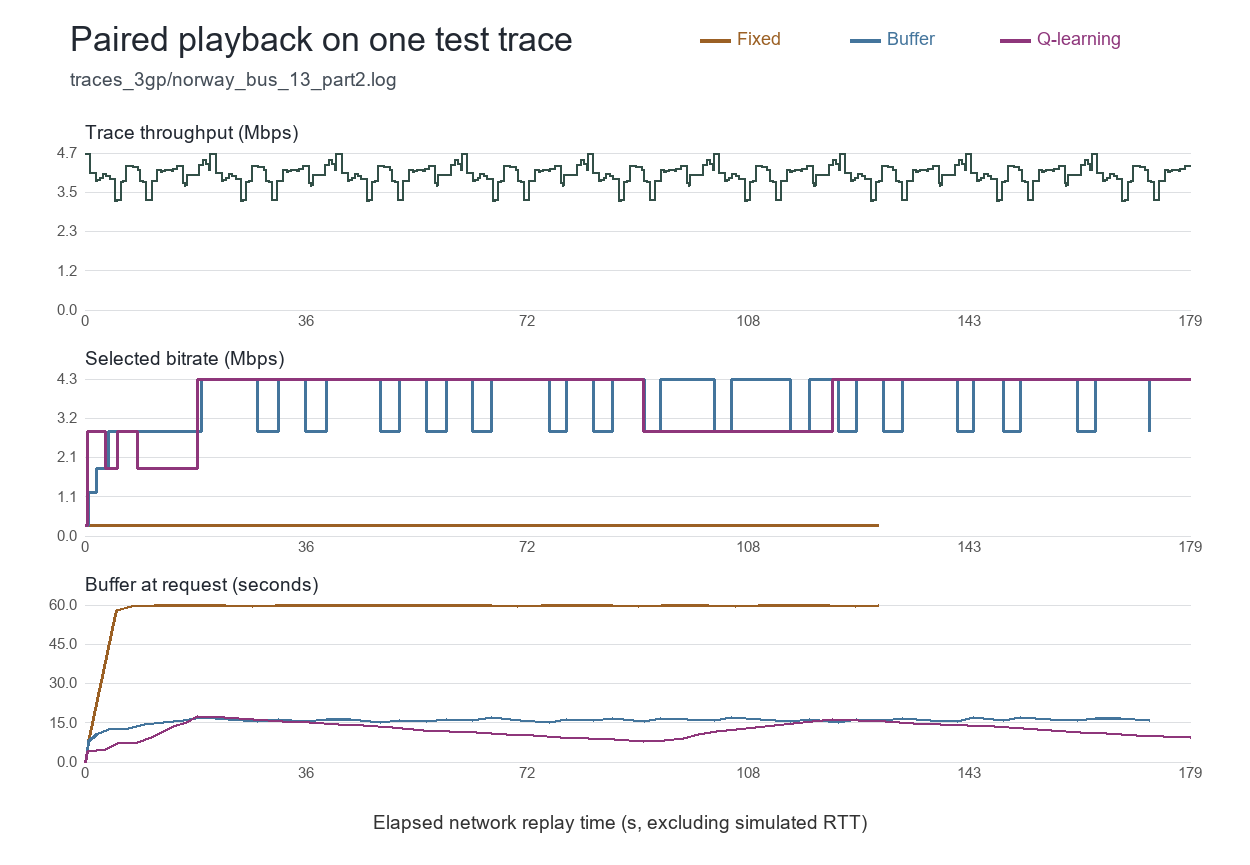 Paired playback on one test trace
Fixed
Buffer
Q-learning
traces_3gp/norway_bus_13_part2.log
Trace throughput (Mbps)
4.7
3.5
2.3
1.2
0.0
0 36 72 108 143 179
Selected bitrate (Mbps)
4.3
3.2
2.1
1.1
0.0
0 36 72 108 143 179
Buffer at request (seconds)
60.0
45.0
30.0
15.0
0.0
0 36 72 108 143 179
Elapsed network replay time (s, excluding simulated RTT)